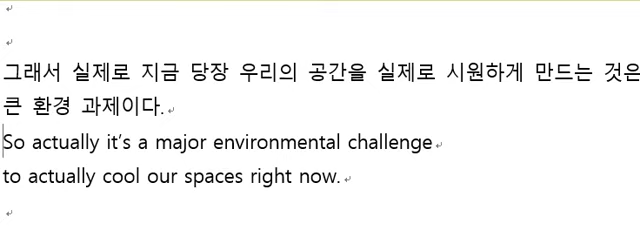 그래서 실제로 지금 당장 우리의 공간을 실제로 시원하게 만드는 것은
큰 환경 과제이다.
So actually it’s a major environmental challenge
to actually cool our spaces right now.